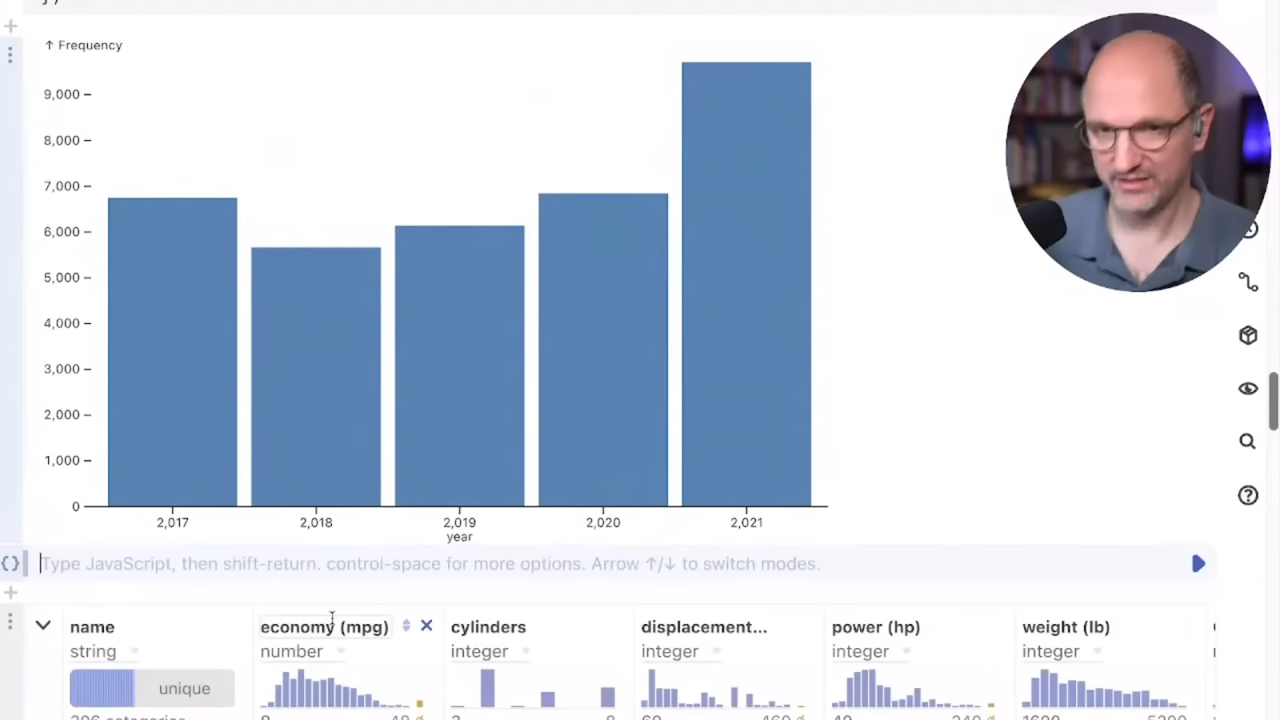 ↑ Frequency
9,000
8,000
7,000
6,000
5,000
4,000
3,000
2,000
1,000
0
2,017 2,018 2,019 2,020 2,021
year
Type JavaScript, then shift-return. control-space for more options. Arrow ↑/↓ to switch modes.
name economy (mpg) cylinders displacement... power (hp) weight (lb)
string number integer integer integer integer
unique